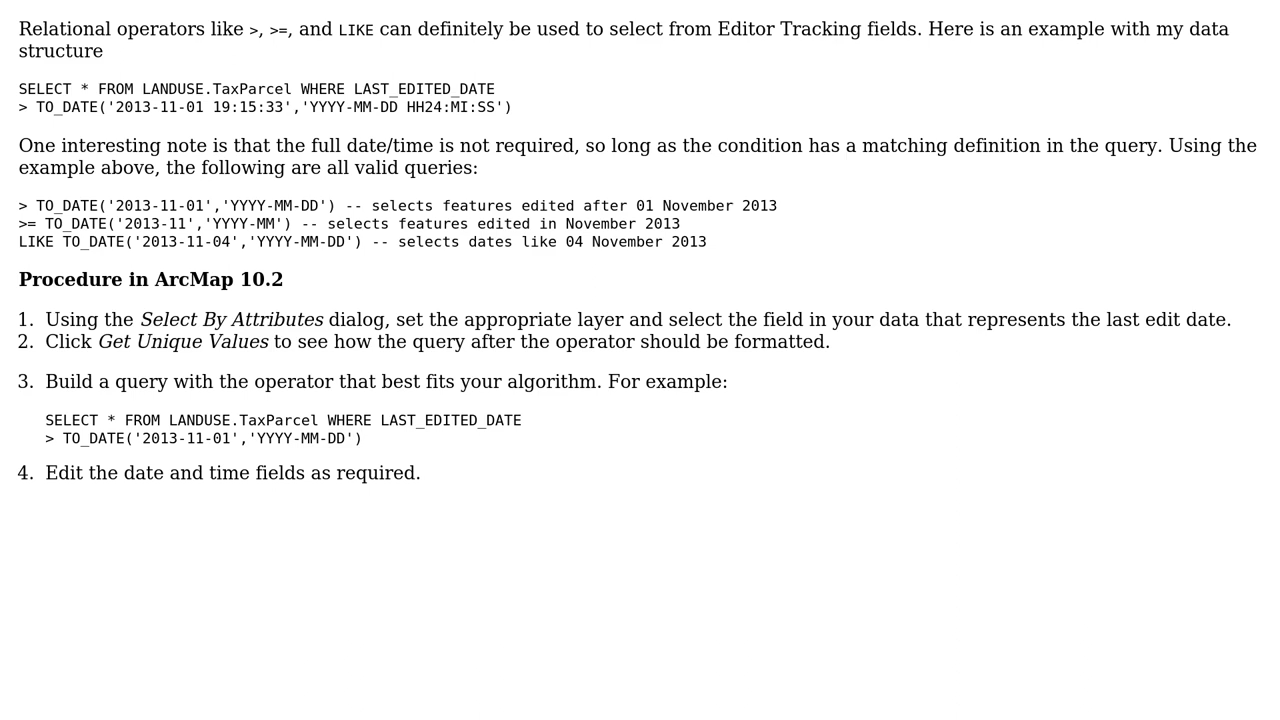 Relational operators like >, >=, and LIKE can definitely be used to select from Editor Tracking fields. Here is an example with my data
structure
SELECT * FROM LANDUSE.TaxParcel WHERE LAST_EDITED_DATE
> TO_DATE('2013-11-01 19:15:33','YYYY-MM-DD HH24:MI:SS')
One interesting note is that the full date/time is not required, so long as the condition has a matching definition in the query. Using the
example above, the following are all valid queries:
> TO_DATE('2013-11-01','YYYY-MM-DD') -- selects features edited after 01 November 2013
>= TO_DATE('2013-11','YYYY-MM') -- selects features edited in November 2013
LIKE TO_DATE('2013-11-04','YYYY-MM-DD') -- selects dates like 04 November 2013
Procedure in ArcMap 10.2
1. Using the Select By Attributes dialog, set the appropriate layer and select the field in your data that represents the last edit date.
2. Click Get Unique Values to see how the query after the operator should be formatted.
3. Build a query with the operator that best fits your algorithm. For example:
SELECT * FROM LANDUSE.TaxParcel WHERE LAST_EDITED_DATE
> TO_DATE('2013-11-01','YYYY-MM-DD')
4. Edit the date and time fields as required.